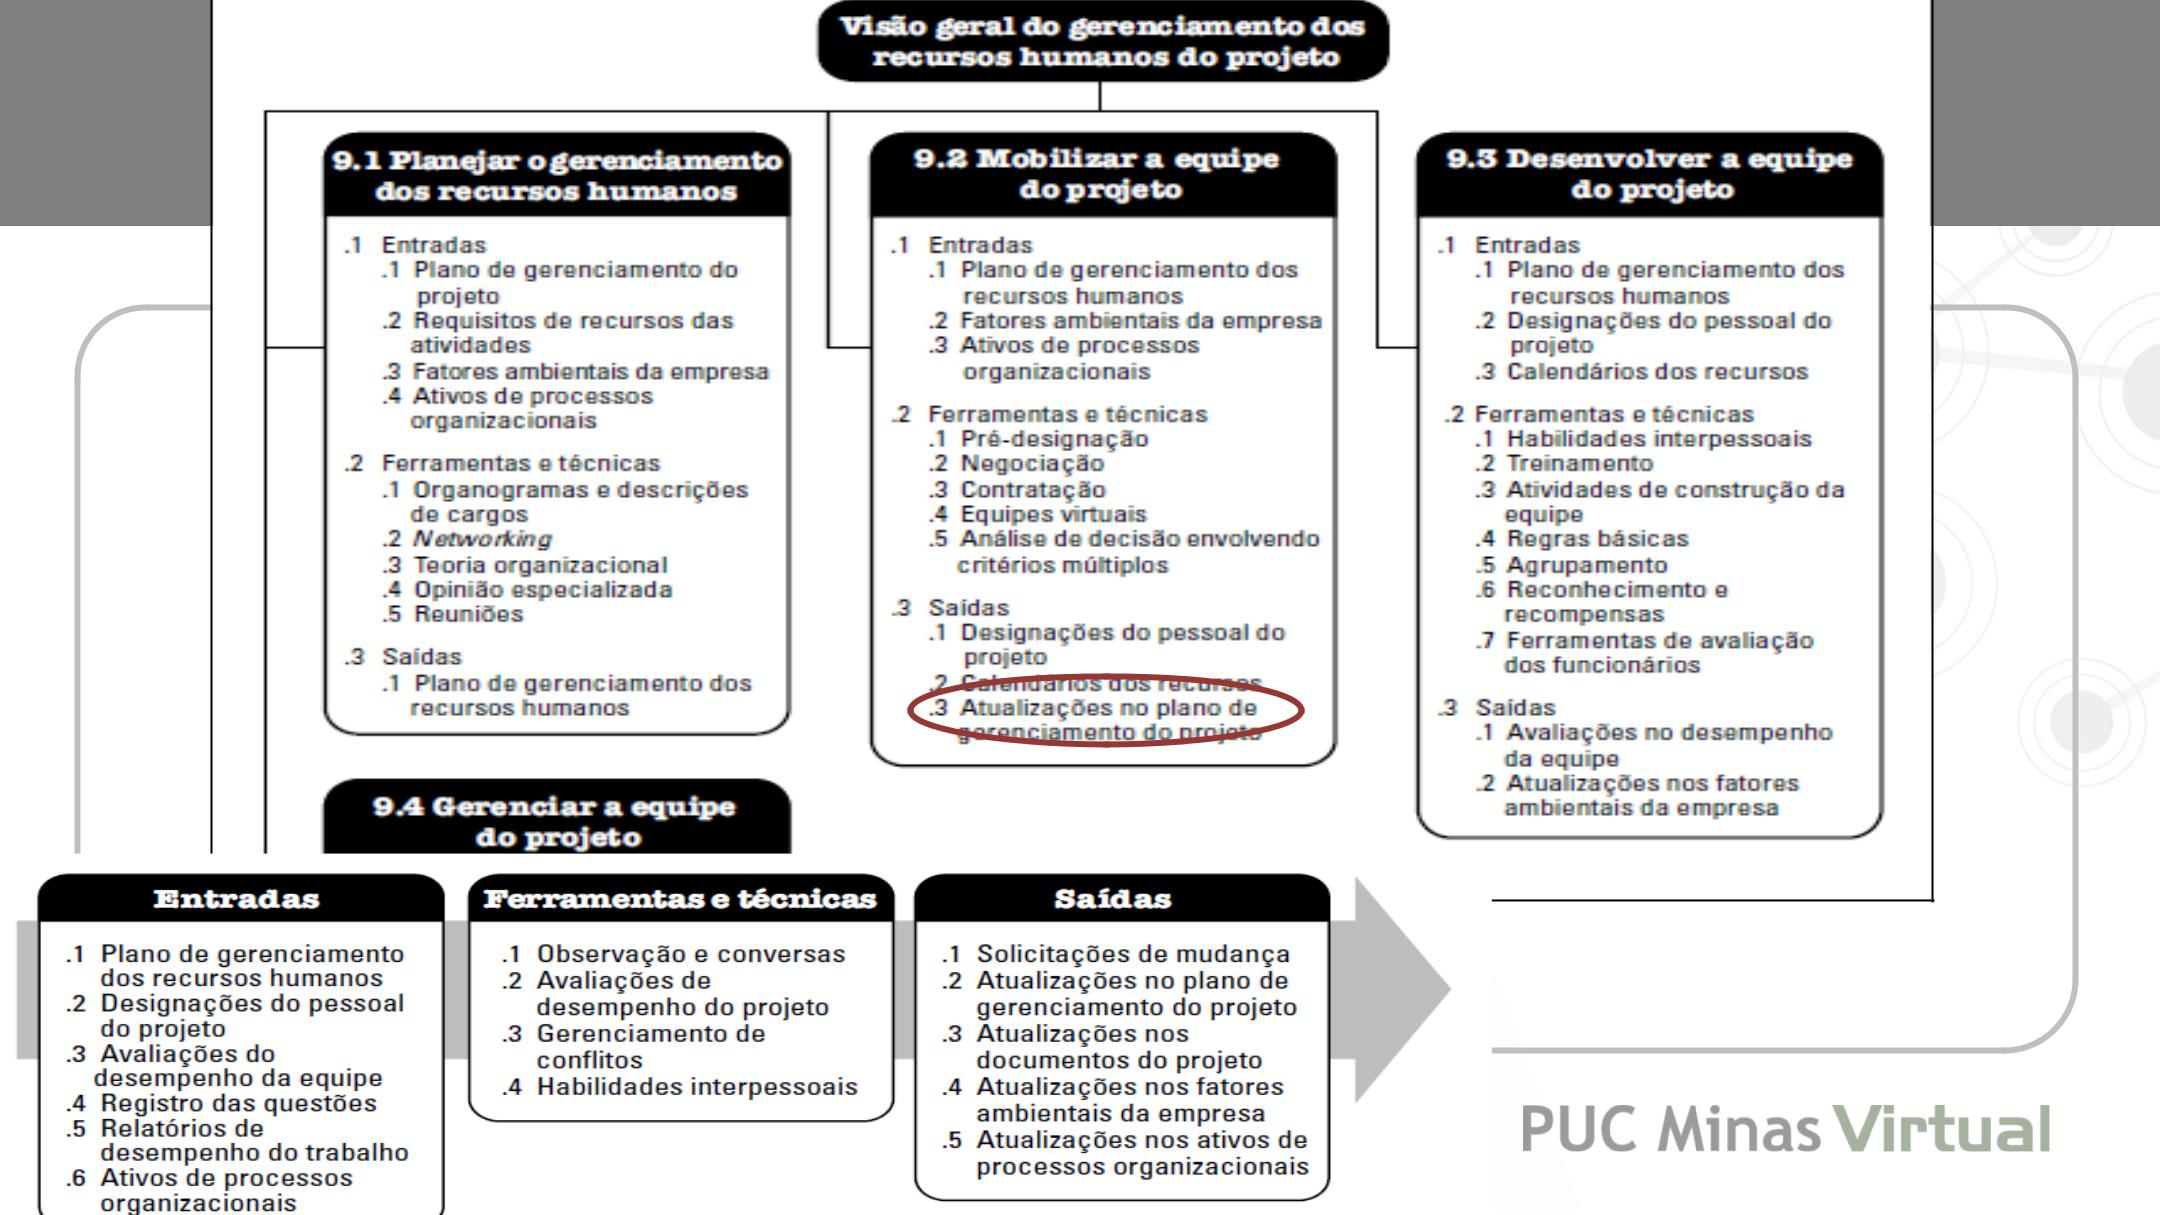 Visão geral do gerenciamento dos
recursos humanos do projeto
9.1 Planejar o gerenciamento
dos recursos humanos
.1 Entradas
.1 Plano de gerenciamento do
projeto
.2 Requisitos de recursos das
atividades
.3 Fatores ambientais da empresa
.4 Ativos de processos
organizacionais
.2 Ferramentas e técnicas
.1 Organogramas e descrições
de cargos
.2 Networking
.3 Teoria organizacional
.4 Opinião especializada
.5 Reuniões
.3 Saídas
.1 Plano de gerenciamento dos
recursos humanos
9.2 Mobilizar a equipe
do projeto
.1 Entradas
.1 Plano de gerenciamento dos
recursos humanos
.2 Fatores ambientais da empresa
.3 Ativos de processos
organizacionais
.2 Ferramentas e técnicas
.1 Pré-designação
.2 Negociação
.3 Contratação
.4 Equipes virtuais
.5 Análise de decisão envolvendo
critérios múltiplos
.3 Saídas
.1 Designações do pessoal do
projeto
.2 Calendários dos recursos
.3 Atualizações no plano de
gerenciamento do projeto
9.3 Desenvolver a equipe
do projeto
.1 Entradas
.1 Plano de gerenciamento dos
recursos humanos
.2 Designações do pessoal do
projeto
.3 Calendários dos recursos
.2 Ferramentas e técnicas
.1 Habilidades interpessoais
.2 Treinamento
.3 Atividades de construção da
equipe
.4 Regras básicas
.5 Agrupamento
.6 Reconhecimento e
recompensas
.7 Ferramentas de avaliação
dos funcionários
.3 Saídas
.1 Avaliações no desempenho
da equipe
.2 Atualizações nos fatores
ambientais da empresa
9.4 Gerenciar a equipe
do projeto
Entradas
.1 Plano de gerenciamento
dos recursos humanos
.2 Designações do pessoal
do projeto
.3 Avaliações do
desempenho da equipe
.4 Registro das questões
.5 Relatórios de
desempenho do trabalho
.6 Ativos de processos
organizacionais
Ferramentas e técnicas
.1 Observação e conversas
.2 Avaliações de
desempenho do projeto
.3 Gerenciamento de
conflitos
.4 Habilidades interpessoais
Saídas
.1 Solicitações de mudança
.2 Atualizações no plano de
gerenciamento do projeto
.3 Atualizações nos
documentos do projeto
.4 Atualizações nos fatores
ambientais da empresa
.5 Atualizações nos ativos de
processos organizacionais
PUC Minas Virtual